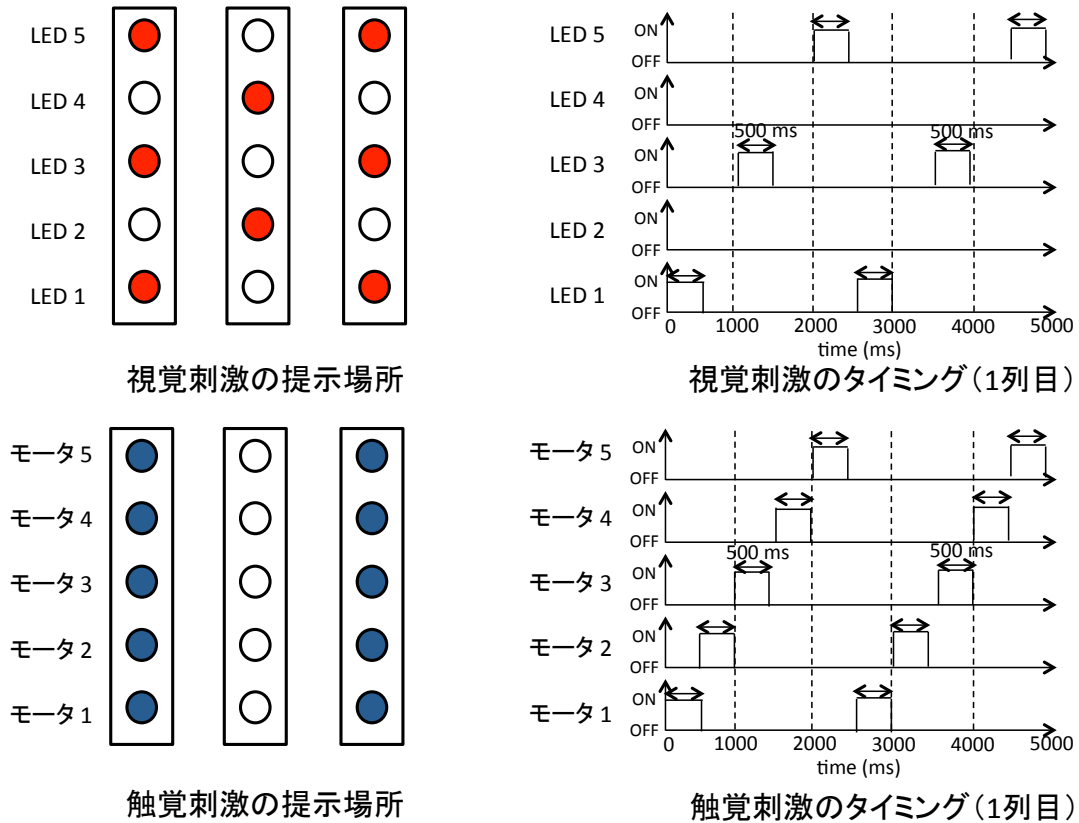 LED 5
LED 4
LED 3
LED 2
LED 1
視覚刺激の提示場所
LED 5
ON
OFF
LED 4
ON
OFF
500 ms
500 ms
LED 3
ON
OFF
LED 2
ON
OFF
LED 1
ON
OFF
0 1000 2000 3000 4000 5000
time (ms)
視覚刺激のタイミング(1列目)
モータ5
モータ4
モータ3
モータ2
モータ1
触覚刺激の提示場所
モータ5
ON
OFF
モータ4
ON
OFF
500 ms
500 ms
モータ3
ON
OFF
モータ2
ON
OFF
モータ1
ON
OFF
0 1000 2000 3000 4000 5000
time (ms)
触覚刺激のタイミング(1列目)